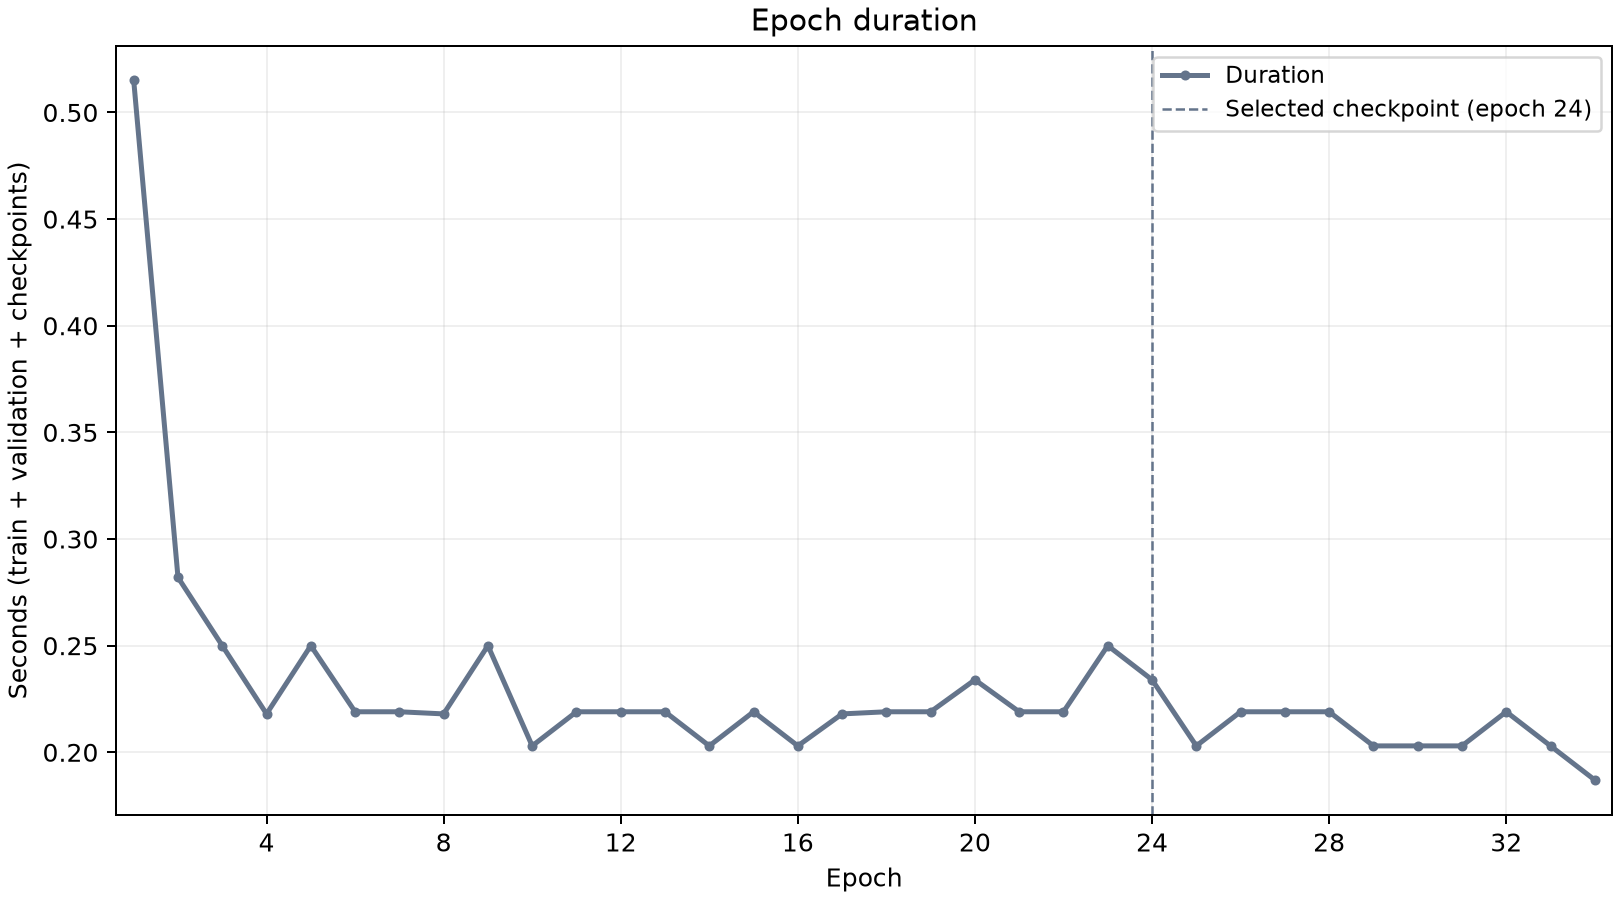 Epoch duration
Duration
Selected checkpoint (epoch 24)
Seconds (train + validation + checkpoints)
0.50
0.45
0.40
0.35
0.30
0.25
0.20
4 8 12 16 20 24 28 32
Epoch